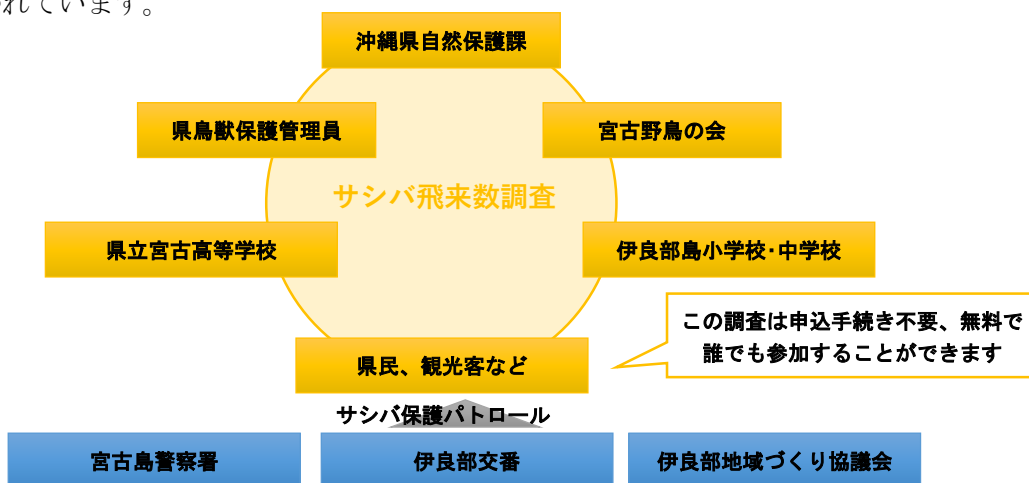 れています。
沖縄県自然保護課
県鳥獣保護管理員
宮古野鳥の会
サシバ飛来数調査
県立宮古高等学校
伊良部島小学校・中学校
この調査は申込手続き不要、無料で
誰でも参加することができます
県民、観光客など
サシバ保護パトロール
宮古島警察署
伊良部交番
伊良部地域づくり協議会